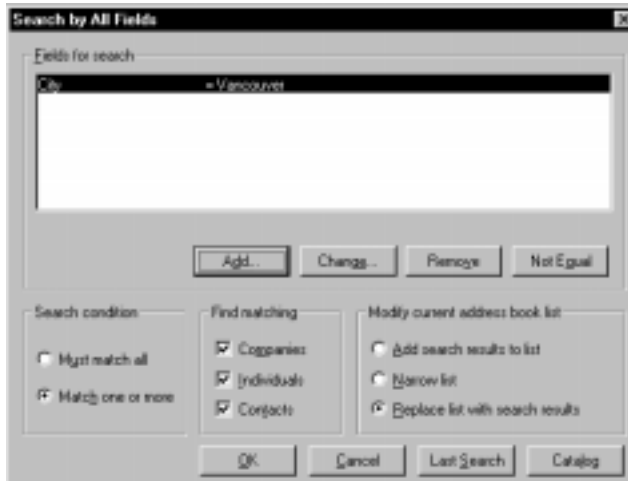 Search by All Fields
Fields for search
City = Vancouver
Add... Change... Remove Not Equal
Search condition
Must match all
Match one or more
Find matching
Companies
Individuals
Contacts
Modify current address book list
Add search results to list
Narrow list
Replace list with search results
OK Cancel Last Search Catalog